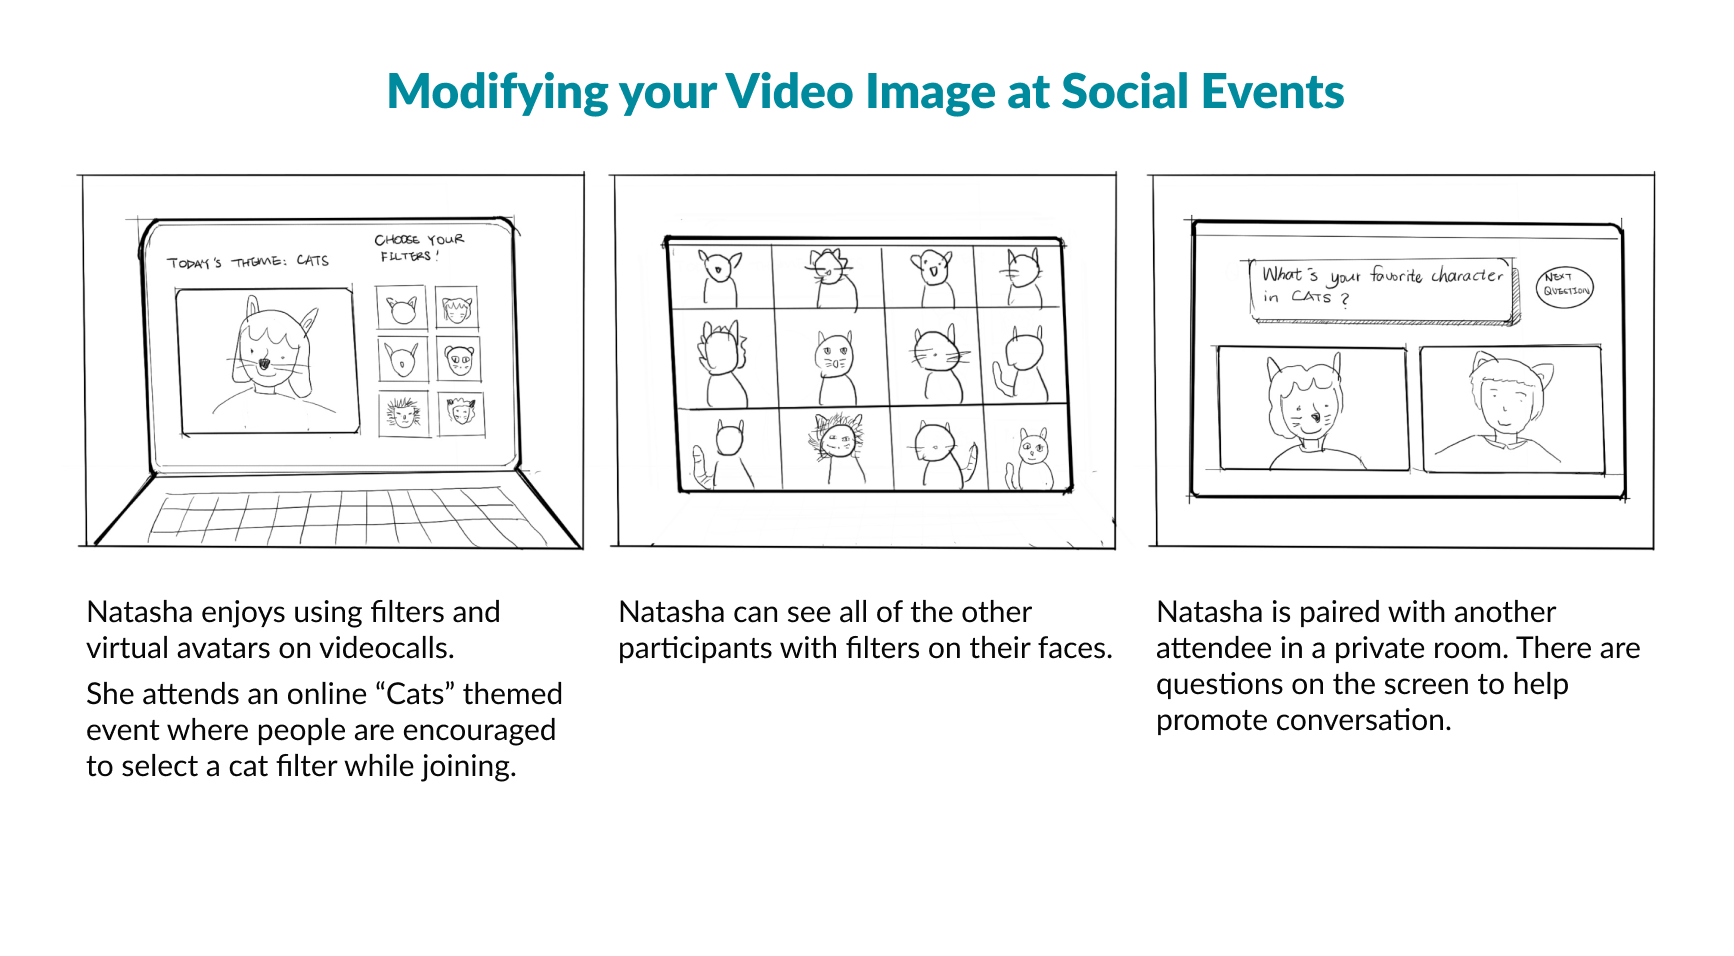 Modifying your Video Image at Social Events
TODAY'S THEME: CATS
CHOOSE YOUR
FILTERS!
What's your favorite character
in CATS?
NEXT
QUESTION
Natasha enjoys using filters and
virtual avatars on videocalls.
She attends an online “Cats” themed
event where people are encouraged
to select a cat filter while joining.
Natasha can see all of the other
participants with filters on their faces.
Natasha is paired with another
attendee in a private room. There are
questions on the screen to help
promote conversation.